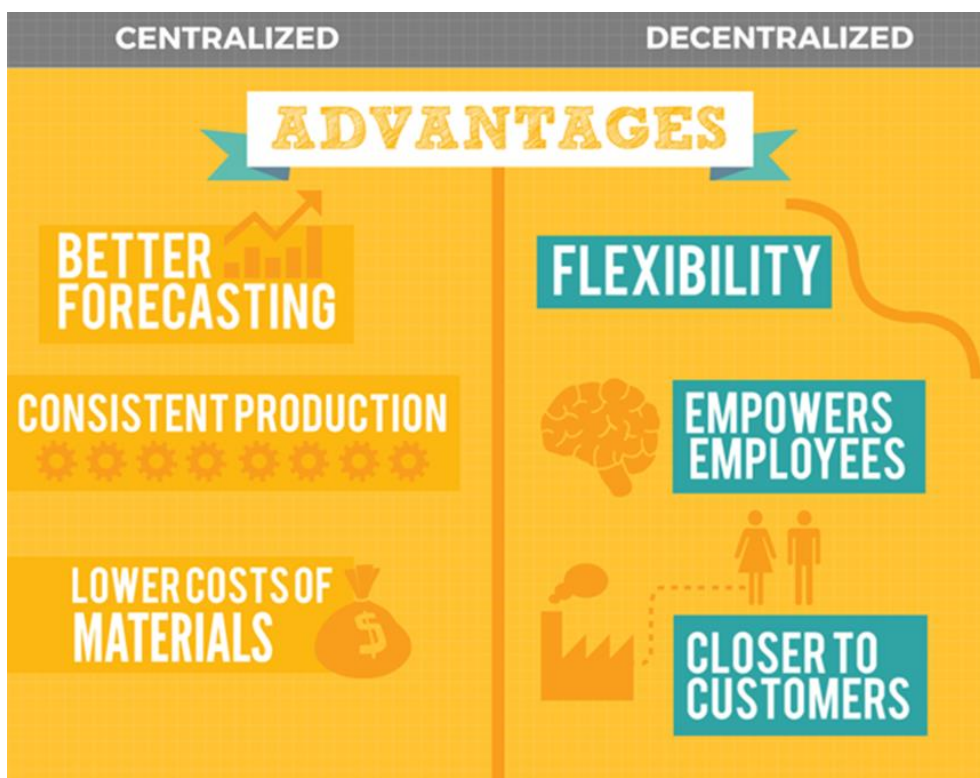 CENTRALIZED
DECENTRALIZED
ADVANTAGES
BETTER
FORECASTING
CONSISTENT PRODUCTION
LOWER COSTS OF
MATERIALS
FLEXIBILITY
EMPOWERS
EMPLOYEES
$
CLOSER TO
CUSTOMERS